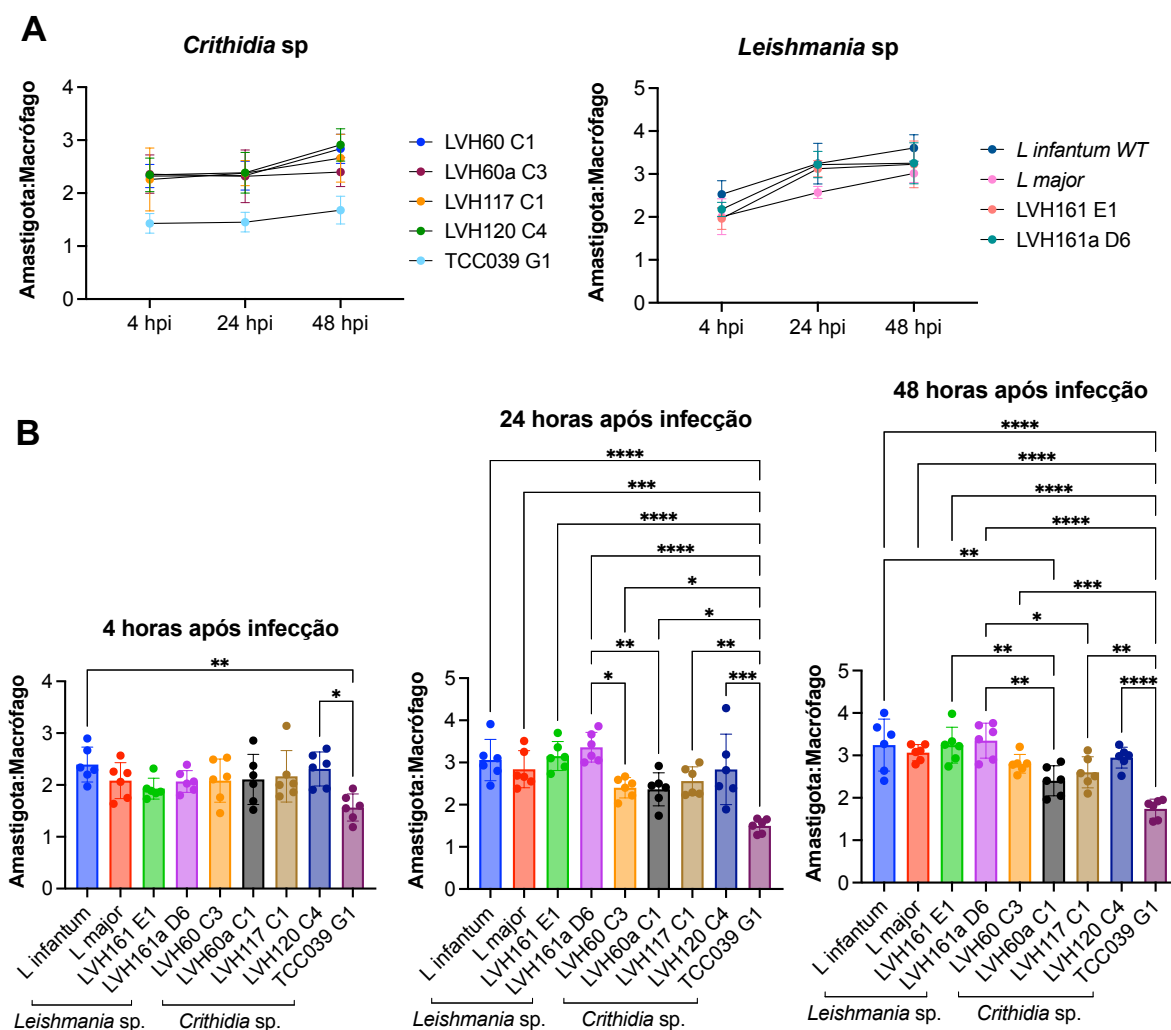 A
Crithidia sp
Amastigota:Macrófago
4
3
2
1
0
4 hpi
24 hpi
48 hpi
LVH60 C1
LVH60a C3
LVH117 C1
LVH120 C4
TCC039 G1
Leishmania sp
Amastigota:Macrófago
5
4
3
2
1
0
4 hpi
24 hpi
48 hpi
L infantum WT
L major
LVH161 E1
LVH161a D6
B
4 horas após infecção
**
*
Amastigota:Macrófago
5
4
3
2
1
0
L infantum
L major
LVH161 E1
LVH161a D6
LVH60 C3
LVH60a C1
LVH117 C1
LVH120 C4
TCC039 G1
Leishmania sp.
Crithidia sp.
24 horas após infecção
****
***
****
****
*
*
**
**
*
***
Amastigota:Macrófago
5
4
3
2
1
0
L infantum
L major
LVH161 E1
LVH161a D6
LVH60 C3
LVH60a C1
LVH117 C1
LVH120 C4
TCC039 G1
Leishmania sp.
Crithidia sp.
48 horas após infecção
****
****
****
****
**
***
*
**
**
**
****
Amastigota:Macrófago
5
4
3
2
1
0
L infantum
L major
LVH161 E1
LVH161a D6
LVH60 C3
LVH60a C1
LVH117 C1
LVH120 C4
TCC039 G1
Leishmania sp.
Crithidia sp.